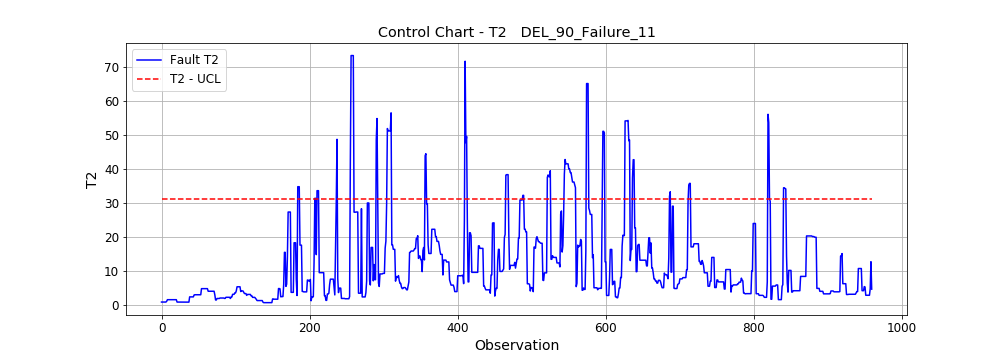 Control Chart - T2   DEL_90_Failure_11
Fault T2
T2 - UCL
T2
70
60
50
40
30
20
10
0
0 200 400 600 800 1000
Observation